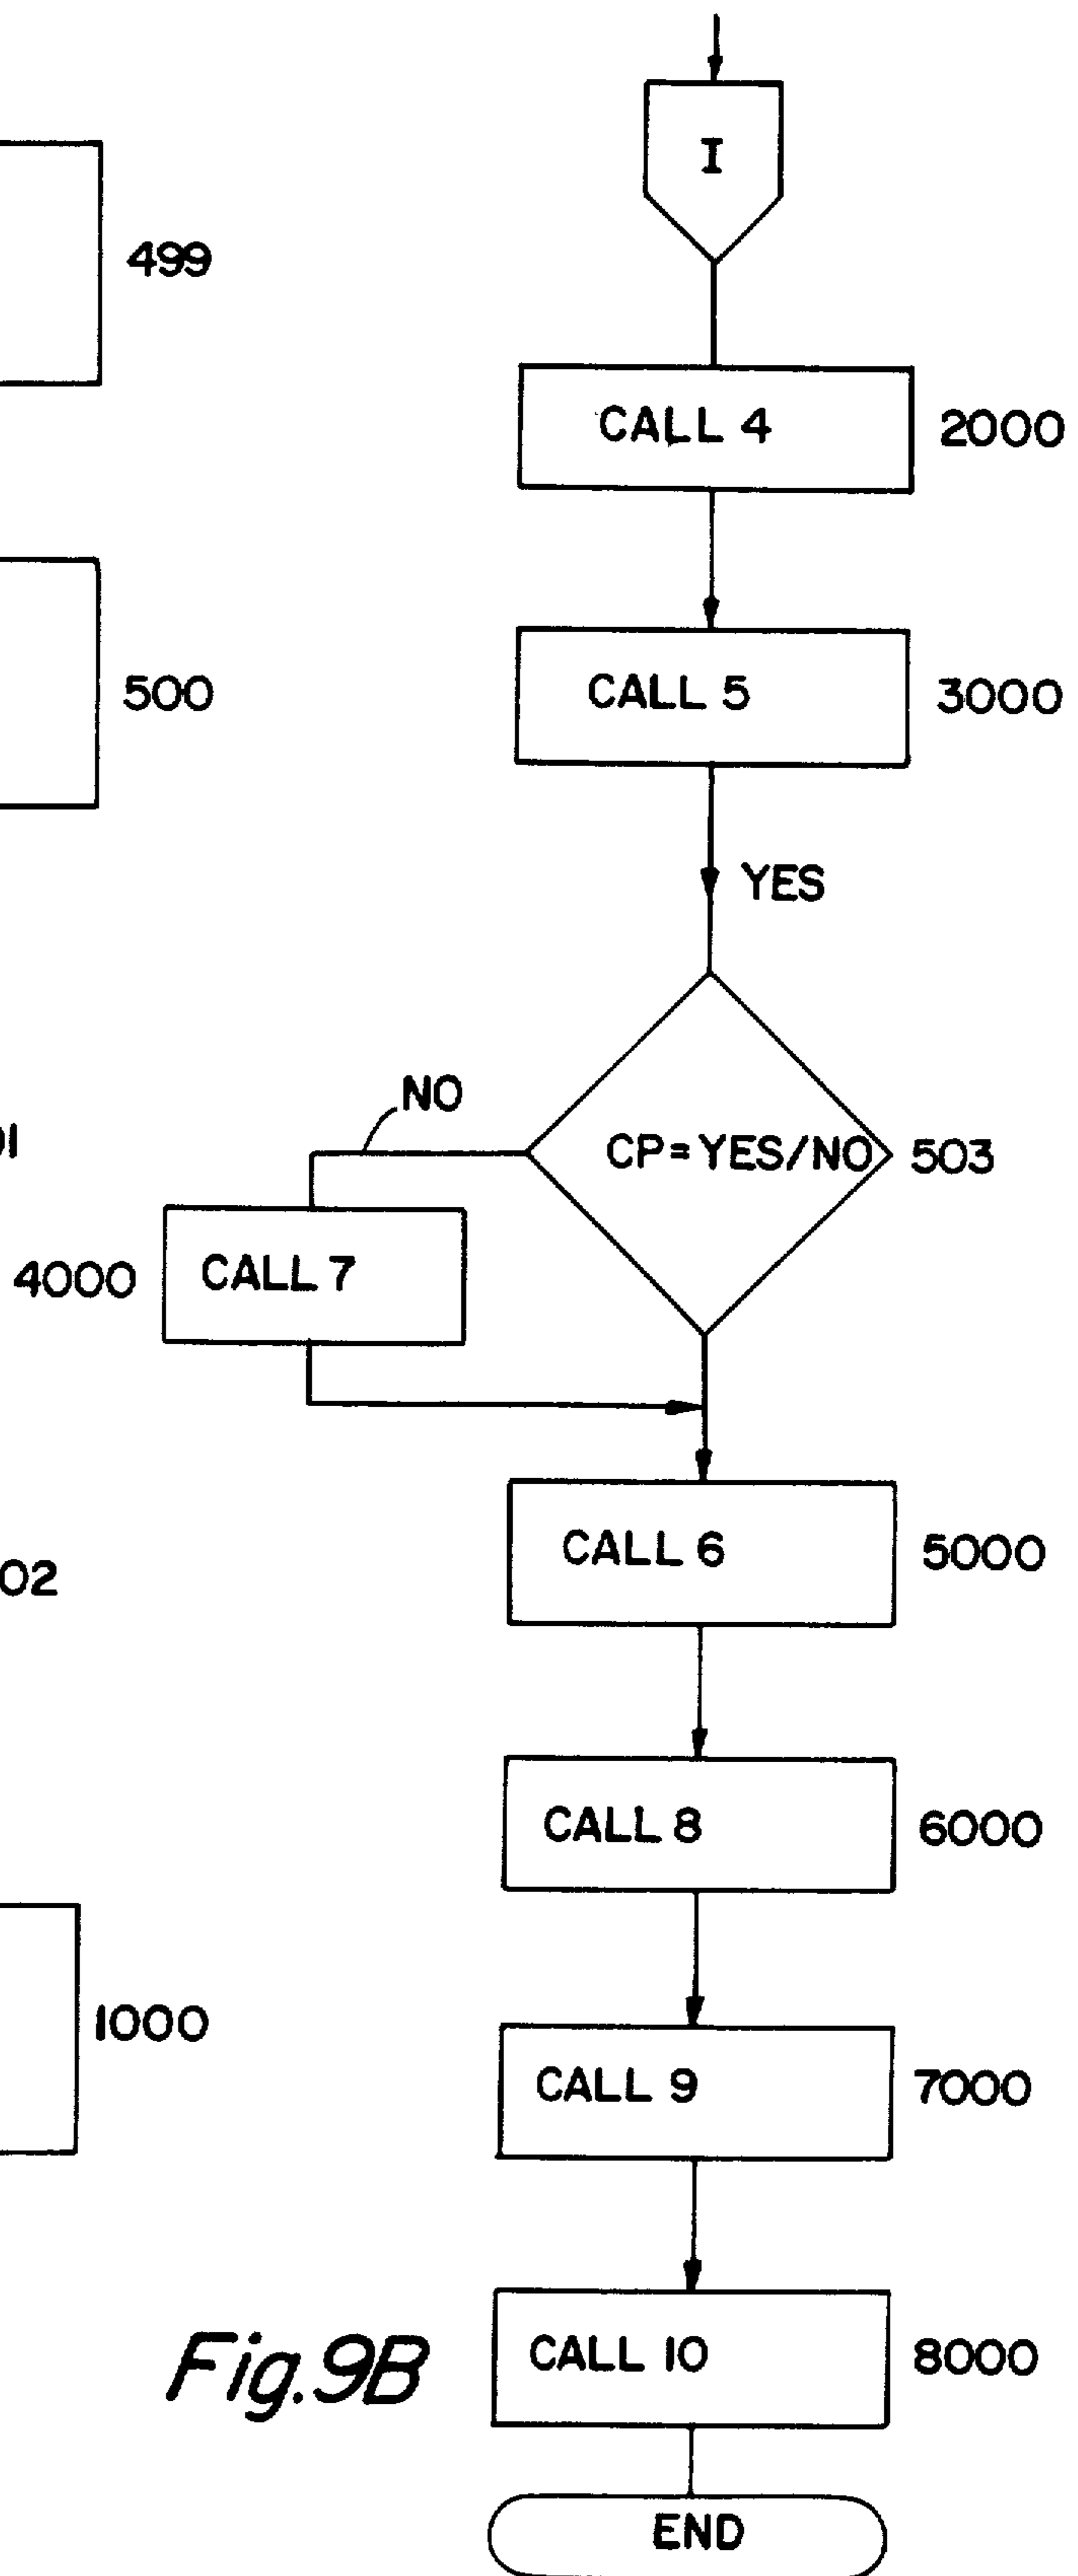 I
499
CALL 4 2000
500
CALL 5 3000
YES
NO
CP=YES/NO 503
4000 CALL 7
CALL 6 5000
02
CALL 8 6000
1000
CALL 9 7000
Fig.9B
CALL 10 8000
END